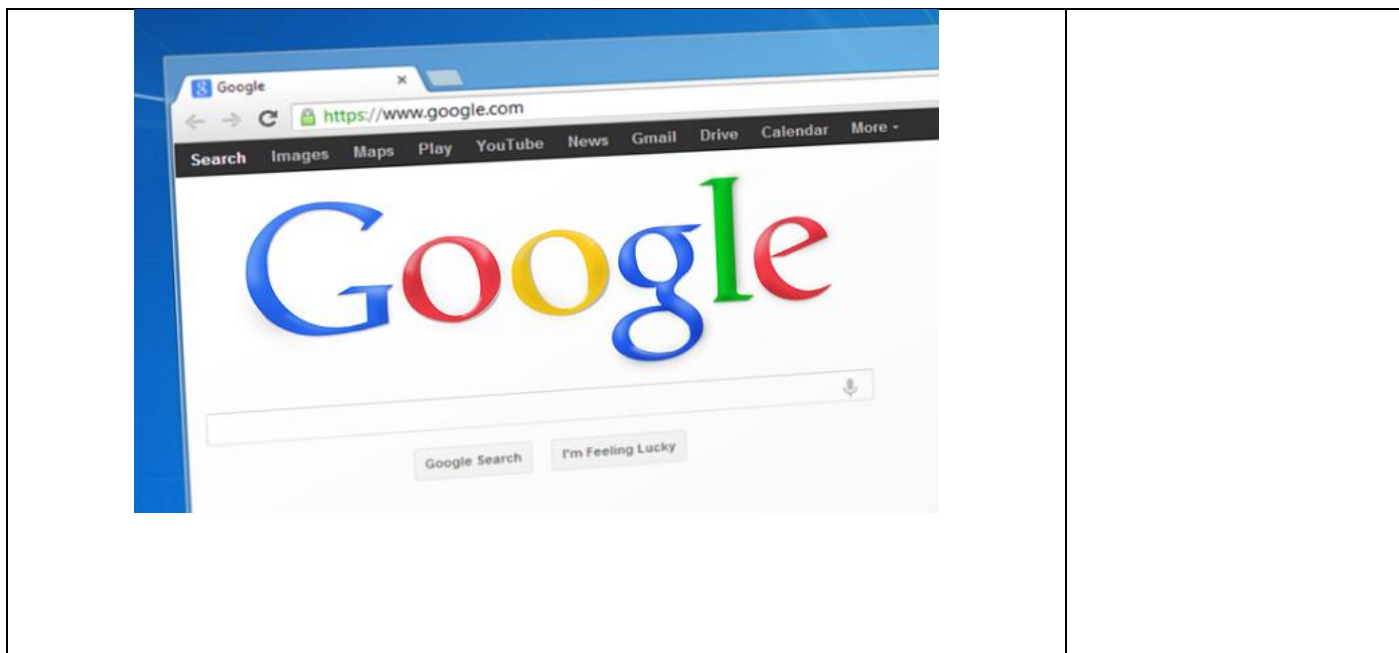 Google
https://www.google.com
Search Images Maps Play YouTube News Gmail Drive Calendar More
Google
Google Search I'm Feeling Lucky